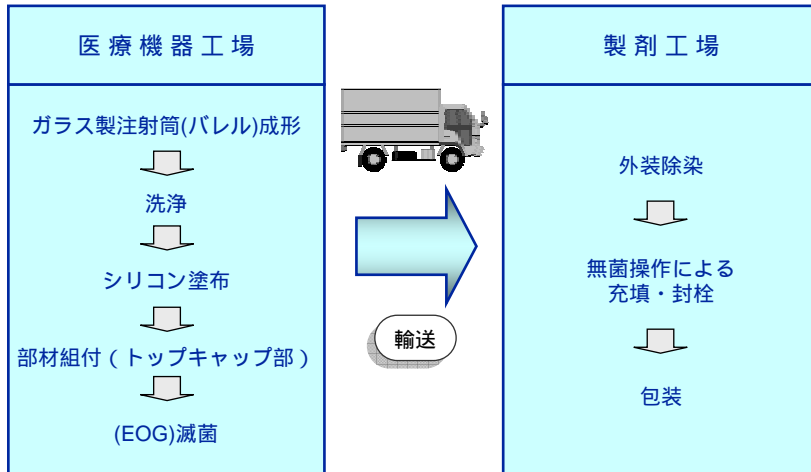 医療機器工場
ガラス製注射筒(バレル)成形
洗浄
シリコン塗布
部材組付(トップキャップ部)
(EOG)滅菌
輸送
製剤工場
外装除染
無菌操作による
充填・封栓
包装